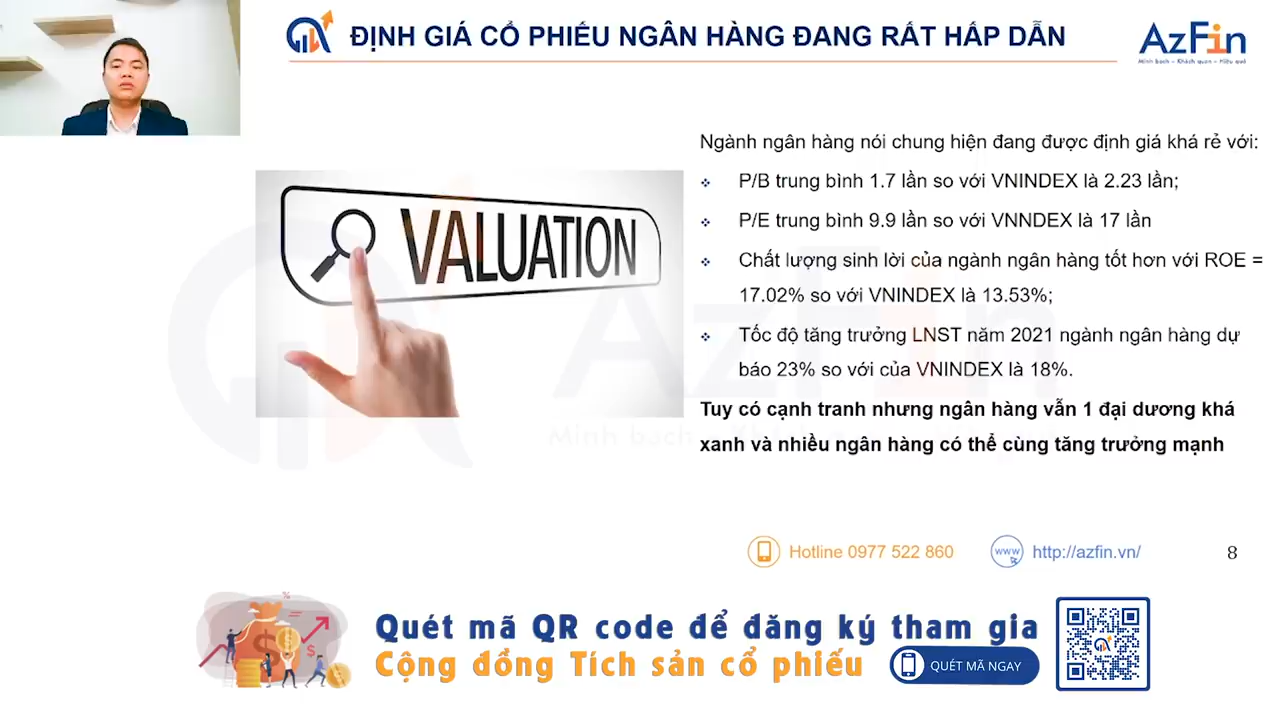 ĐỊNH GIÁ CỔ PHIẾU NGÂN HÀNG ĐANG RẤT HẤP DẪN
AzFin
Minh bạch – Khách quan – Hiệu quả
Ngành ngân hàng nói chung hiện đang được định giá khá rẻ với:
P/B trung bình 1.7 lần so với VNINDEX là 2.23 lần;
P/E trung bình 9.9 lần so với VNNDEX là 17 lần
Chất lượng sinh lời của ngành ngân hàng tốt hơn với ROE =
17.02% so với VNINDEX là 13.53%;
Tốc độ tăng trưởng LNST năm 2021 ngành ngân hàng dự
báo 23% so với của VNINDEX là 18%.
Tuy có cạnh tranh nhưng ngân hàng vẫn 1 đại dương khá
xanh và nhiều ngân hàng có thể cùng tăng trưởng mạnh
VALUATION
AzFin
Hotline 0977 522 860
www
http://azfin.vn/
8
Quét mã QR code để đăng ký tham gia
Cộng đồng Tích sản cổ phiếu
QUÉT MÃ NGAY